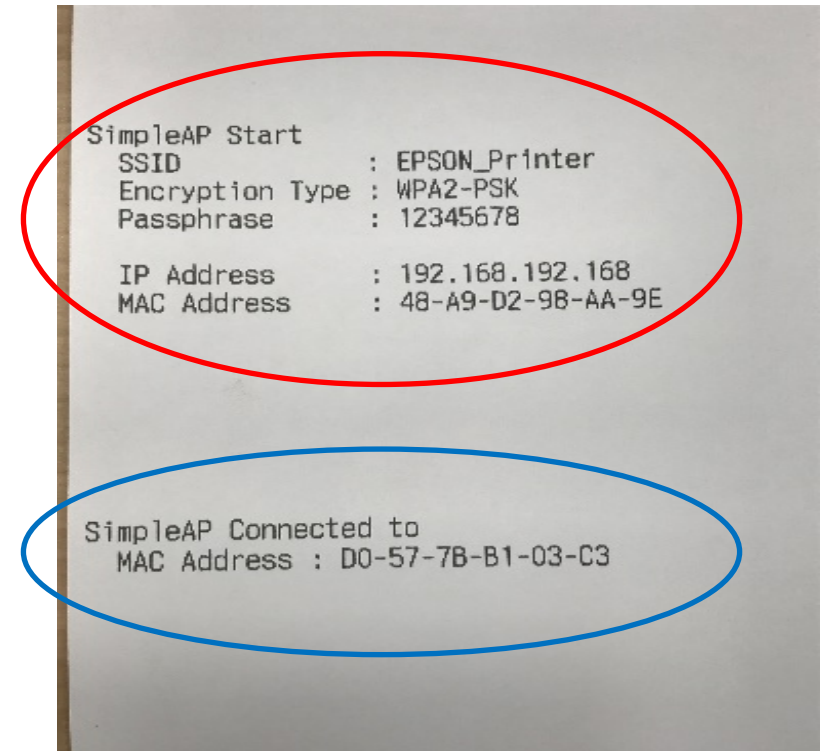 SimpleAP Start
SSID : EPSON_Printer
Encryption Type : WPA2-PSK
Passphrase : 12345678
IP Address : 192.168.192.168
MAC Address : 48-A9-D2-9B-AA-9E
SimpleAP Connected to
MAC Address : D0-57-7B-B1-03-C3